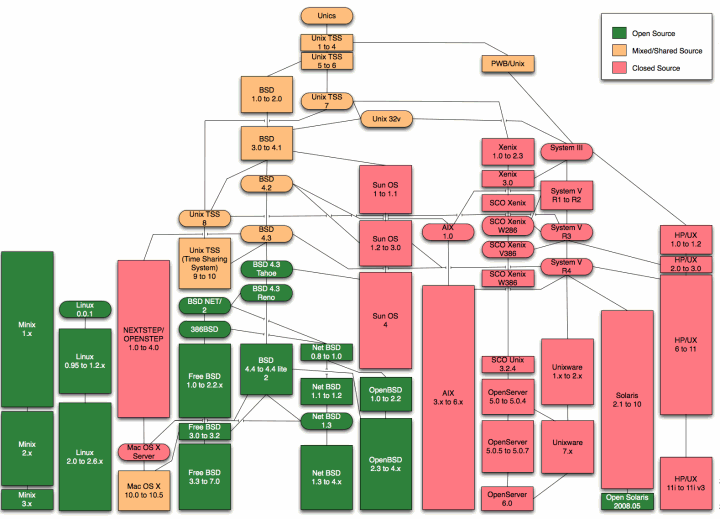 Unics
Unix TSS
1 to 4
Unix TSS
5 to 6
PWB/Unix
Open Source
Mixed/Shared Source
Closed Source
BSD
1.0 to 2.0
Unix TSS
7
Unix 32v
BSD
3.0 to 4.1
Xenix
1.0 to 2.3
System III
Xenix
3.0
BSD
4.2
Sun OS
1 to 1.1
System V
R1 to R2
SCO Xenix
Unix TSS
8
SCO Xenix
W286
AIX
1.0
System V
R3
BSD
4.3
Sun OS
1.2 to 3.0
HP/UX
1.0 to 1.2
Unix TSS
(Time Sharing
System)
9 to 10
SCO Xenix
V386
HP/UX
2.0 to 3.0
BSD 4.3
Tahoe
System V
R4
SCO Xenix
W386
BSD 4.3
Reno
Linux
0.0.1
BSD NET/
2
Minix
1.x
NEXTSTEP/
OPENSTEP
1.0 to 4.0
386BSD
Sun OS
4
HP/UX
6 to 11
Linux
0.95 to 1.2.x
Net BSD
0.8 to 1.0
SCO Unix
3.2.4
Free BSD
1.0 to 2.2.x
BSD
4.4 to 4.4 lite
2
Unixware
1.x to 2.x
Net BSD
1.1 to 1.2
OpenBSD
1.0 to 2.2
AIX
3.x to 6.x
OpenServer
5.0 to 5.0.4
Solaris
2.1 to 10
Net BSD
1.3
Free BSD
3.0 to 3.2
Minix
2.x
Mac OS X
Server
Linux
2.0 to 2.6.x
OpenBSD
2.3 to 4.x
OpenServer
5.0.5 to 5.0.7
Unixware
7.x
Mac OS X
10.0 to 10.5
Free BSD
3.3 to 7.0
Net BSD
1.3 to 4.x
HP/UX
11i to 11i v3
Minix
3.x
OpenServer
6.0
Open Solaris
2008.05